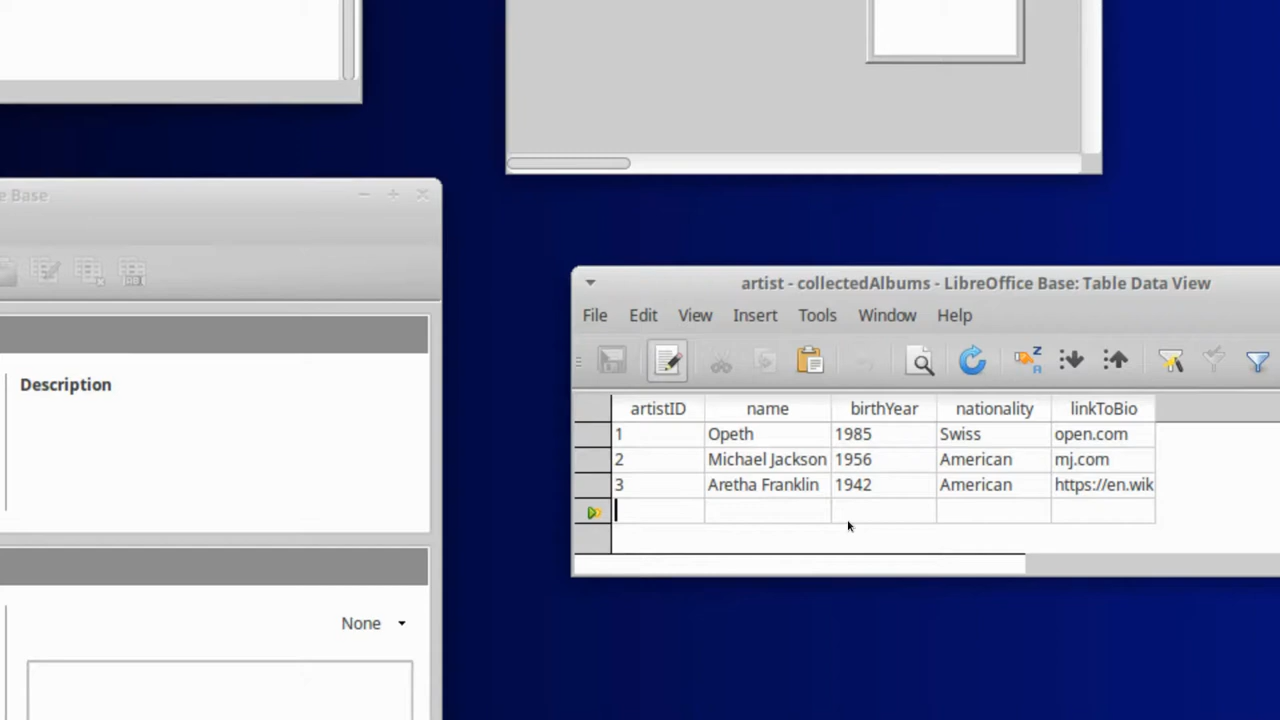 e Base
Description
None
artist - collectedAlbums - LibreOffice Base: Table Data View
File Edit View Insert Tools Window Help
artistID name birthYear nationality linkToBio
1 Opeth 1985 Swiss open.com
2 Michael Jackson 1956 American mj.com
3 Aretha Franklin 1942 American https://en.wik